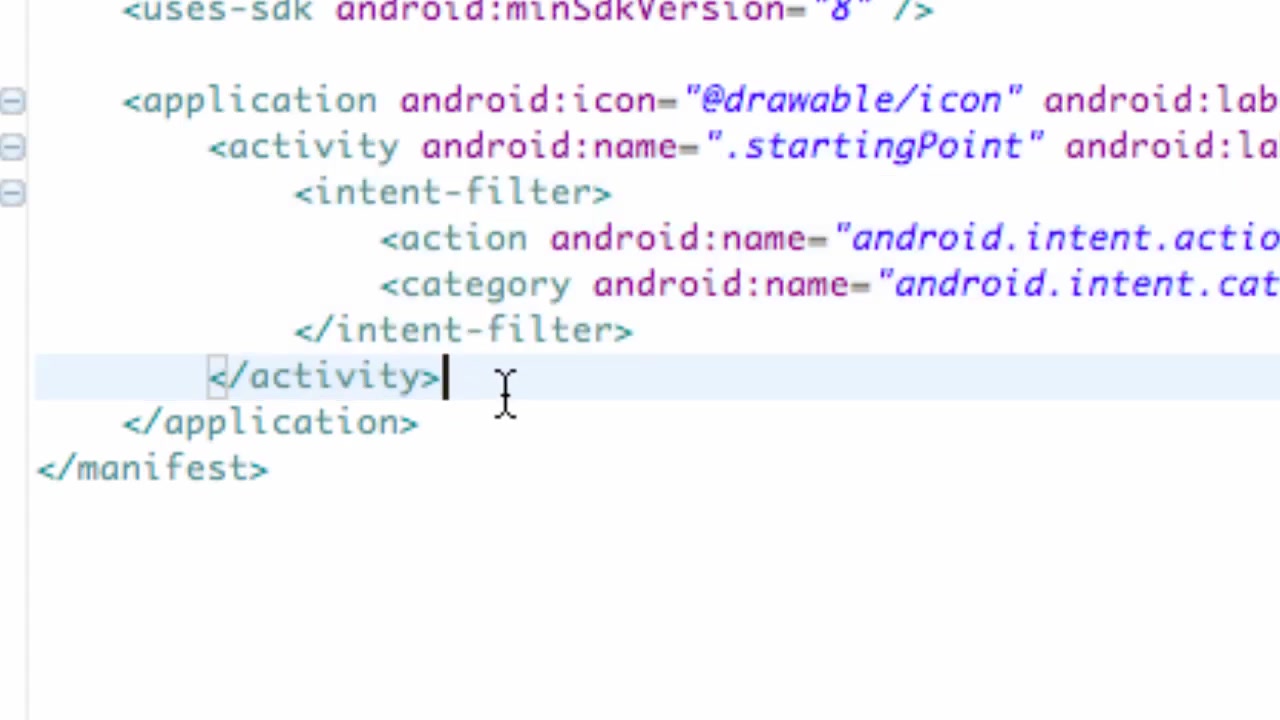 <uses-sdk android:minSdkVersion="8" />
<application android:icon="@drawable/icon" android:lab
<activity android:name=".startingPoint" android:la
<intent-filter>
<action android:name="android.intent.actio
<category android:name="android.intent.cat
</intent-filter>
</activity>
</application>
</manifest>